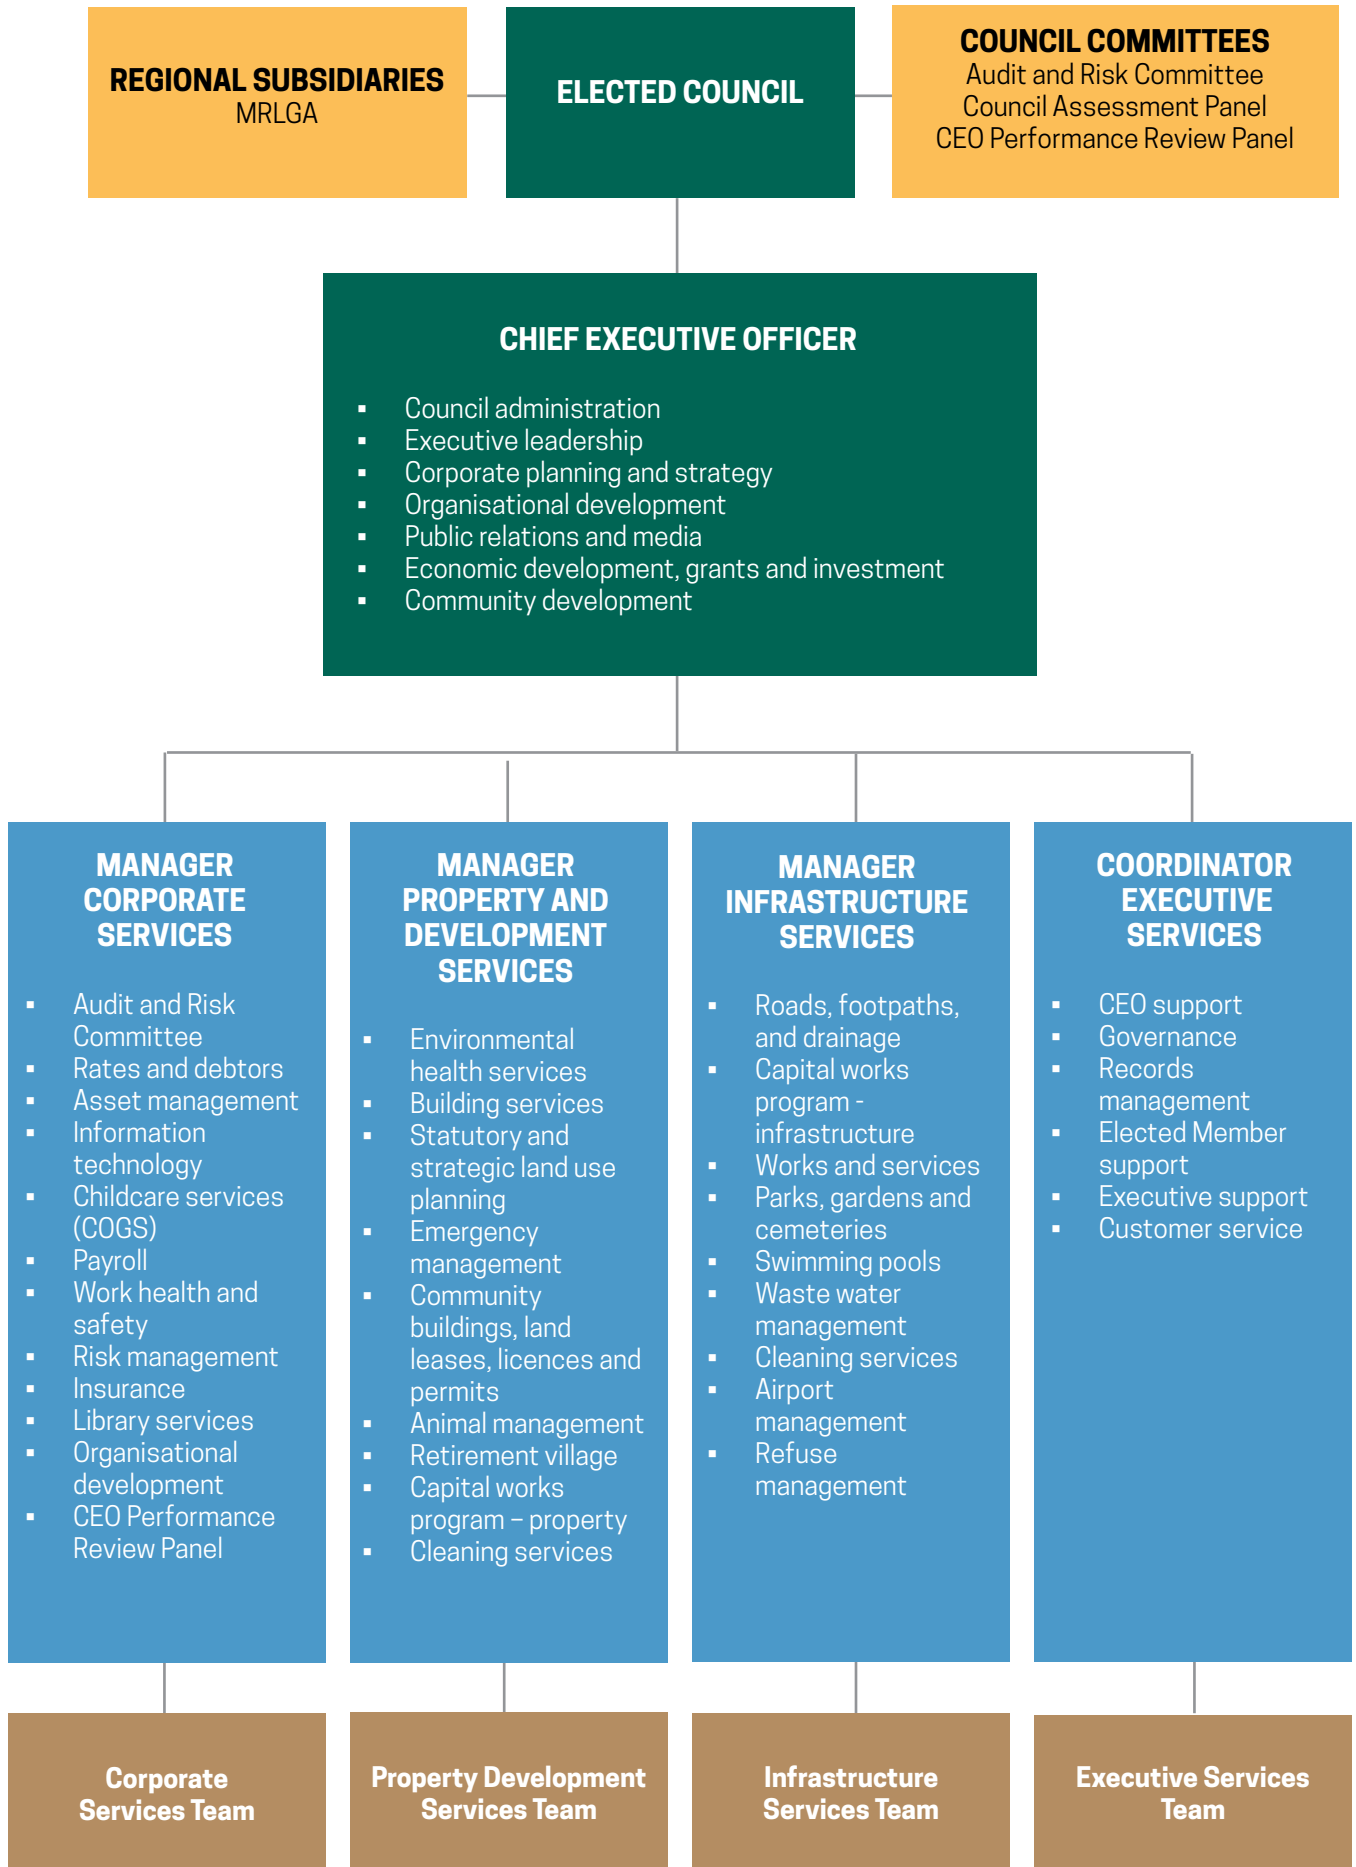 REGIONAL SUBSIDIARIES
MRLGA
ELECTED COUNCIL
COUNCIL COMMITTEES
Audit and Risk Committee
Council Assessment Panel
CEO Performance Review Panel
CHIEF EXECUTIVE OFFICER
▪ Council administration
▪ Executive leadership
▪ Corporate planning and strategy
▪ Organisational development
▪ Public relations and media
▪ Economic development, grants and investment
▪ Community development
MANAGER
CORPORATE
SERVICES
▪ Audit and Risk
Committee
▪ Rates and debtors
▪ Asset management
▪ Information
technology
▪ Childcare services
(COGS)
▪ Payroll
▪ Work health and
safety
▪ Risk management
▪ Insurance
▪ Library services
▪ Organisational
development
▪ CEO Performance
Review Panel
MANAGER
PROPERTY AND
DEVELOPMENT
SERVICES
▪ Environmental
health services
▪ Building services
▪ Statutory and
strategic land use
planning
▪ Emergency
management
▪ Community
buildings, land
leases, licences and
permits
▪ Animal management
▪ Retirement village
▪ Capital works
program – property
▪ Cleaning services
MANAGER
INFRASTRUCTURE
SERVICES
▪ Roads, footpaths,
and drainage
▪ Capital works
program -
infrastructure
▪ Works and services
▪ Parks, gardens and
cemeteries
▪ Swimming pools
▪ Waste water
management
▪ Cleaning services
▪ Airport
management
▪ Refuse
management
COORDINATOR
EXECUTIVE
SERVICES
▪ CEO support
▪ Governance
▪ Records
management
▪ Elected Member
support
▪ Executive support
▪ Customer service
Corporate
Services Team
Property Development
Services Team
Infrastructure
Services Team
Executive Services
Team